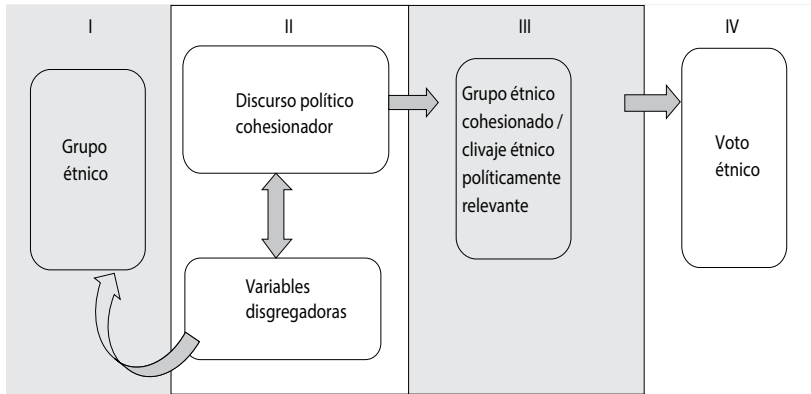 I
II
III
IV
Grupo
étnico
Discurso político
cohesionador
Variables
disgregadoras
Grupo étnico
cohesionado /
clivaje étnico
políticamente
relevante
Voto
étnico